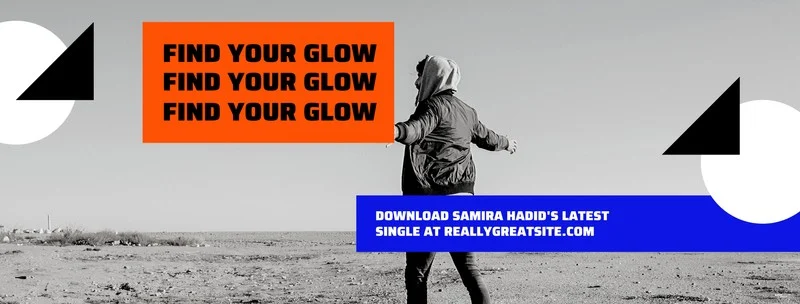 FIND YOUR GLOW
FIND YOUR GLOW
FIND YOUR GLOW
DOWNLOAD SAMIRA HADID'S LATEST
SINGLE AT REALLYGREATSITE.COM